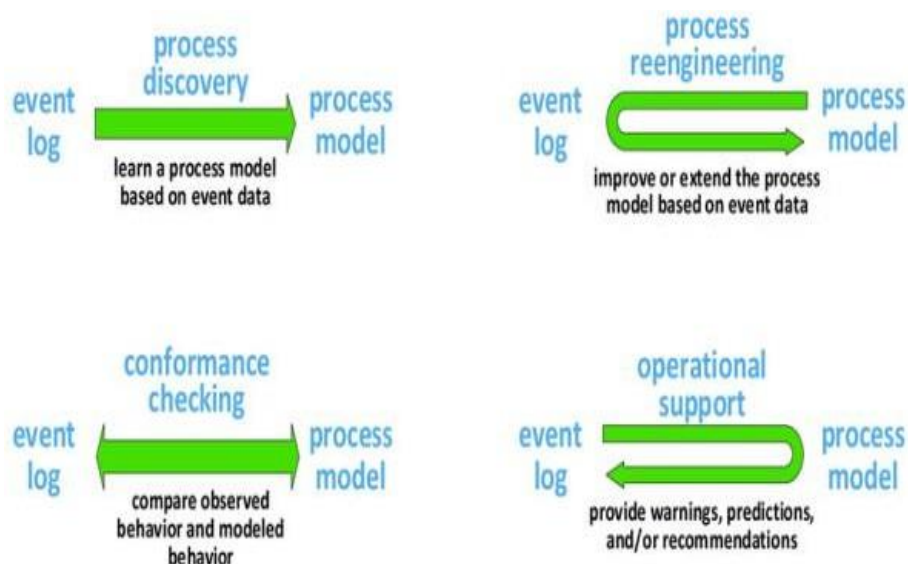 process
discovery
event
log
process
model
learn a process model
based on event data
process
reengineering
event
log
process
model
improve or extend the process
model based on event data
conformance
checking
event
log
process
model
compare observed
behavior and modeled
behavior
operational
support
event
log
process
model
provide warnings, predictions,
and/or recommendations